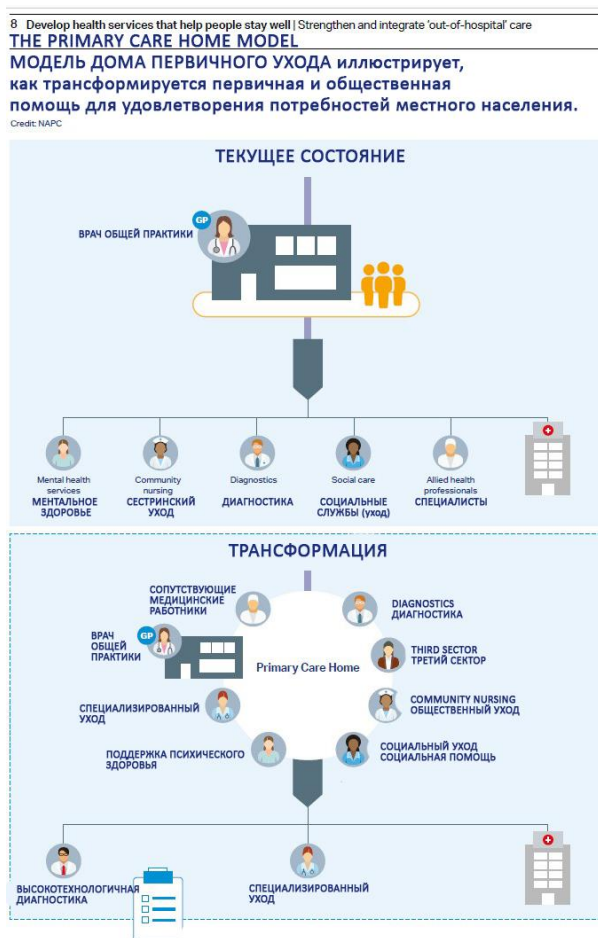 8 Develop health services that help people stay well | Strengthen and integrate 'out-of-hospital' care
THE PRIMARY CARE HOME MODEL
МОДЕЛЬ ДОМА ПЕРВИЧНОГО УХОДА иллюстрирует,
как трансформируется первичная и общественная
помощь для удовлетворения потребностей местного населения.
Credit: NAPC
ТЕКУЩЕЕ СОСТОЯНИЕ
GP
ВРАЧ ОБЩЕЙ ПРАКТИКИ
Mental health
services
МЕНТАЛЬНОЕ
ЗДОРОВЬЕ
Community
nursing
СЕСТРИНСКИЙ
УХОД
Diagnostics
ДИАГНОСТИКА
Social care
СОЦИАЛЬНЫЕ
СЛУЖБЫ (уход)
Allied health
professionals
СПЕЦИАЛИСТЫ
ТРАНСФОРМАЦИЯ
СОПУТСТВУЮЩИЕ
МЕДИЦИНСКИЕ
РАБОТНИКИ
DIAGNOSTICS
ДИАГНОСТИКА
ВРАЧ
ОБЩЕЙ
ПРАКТИКИ
GP
Primary Care Home
THIRD SECTOR
ТРЕТИЙ СЕКТОР
СПЕЦИАЛИЗИРОВАННЫЙ
УХОД
COMMUNITY NURSING
ОБЩЕСТВЕННЫЙ УХОД
ПОДДЕРЖКА ПСИХИЧЕСКОГО
ЗДОРОВЬЯ
СОЦИАЛЬНЫЙ УХОД
СОЦИАЛЬНАЯ ПОМОЩЬ
ВЫСОКОТЕХНОЛОГИЧНАЯ
ДИАГНОСТИКА
СПЕЦИАЛИЗИРОВАННЫЙ
УХОД